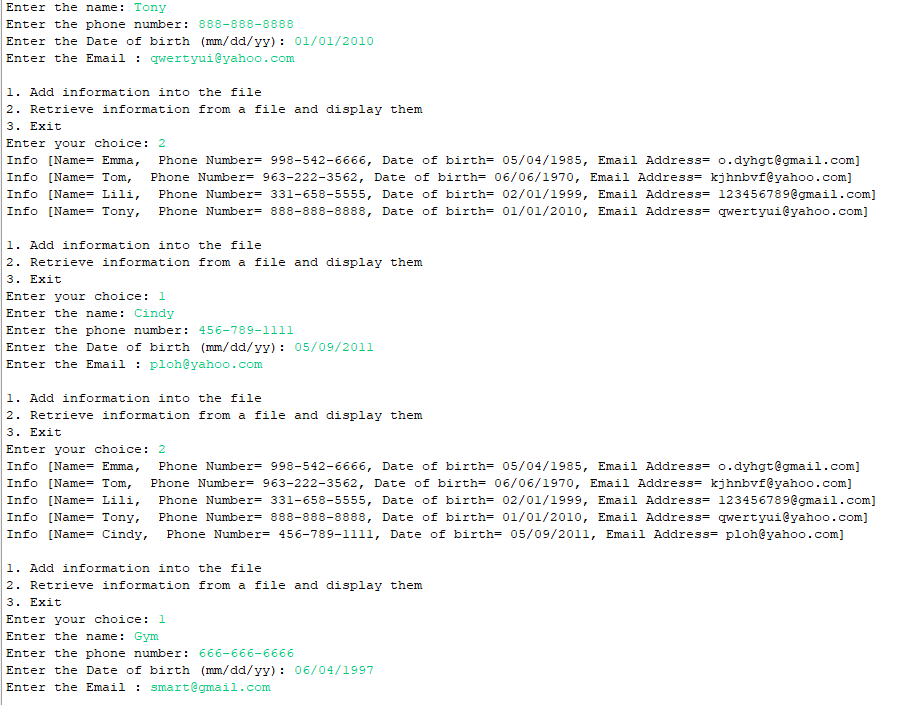 Enter the name: Tony
Enter the phone number: 888-888-8888
Enter the Date of birth (mm/dd/yy): 01/01/2010
Enter the Email : qwertyui@yahoo.com
1. Add information into the file
2. Retrieve information from a file and display them
3. Exit
Enter your choice: 2
Info [Name= Emma,  Phone Number= 998-542-6666, Date of birth= 05/04/1985, Email Address= o.dyhgt@gmail.com]
Info [Name= Tom,  Phone Number= 963-222-3562, Date of birth= 06/06/1970, Email Address= kjhnbvf@yahoo.com]
Info [Name= Lili,  Phone Number= 331-658-5555, Date of birth= 02/01/1999, Email Address= 123456789@gmail.com]
Info [Name= Tony,  Phone Number= 888-888-8888, Date of birth= 01/01/2010, Email Address= qwertyui@yahoo.com]
1. Add information into the file
2. Retrieve information from a file and display them
3. Exit
Enter your choice: 1
Enter the name: Cindy
Enter the phone number: 456-789-1111
Enter the Date of birth (mm/dd/yy): 05/09/2011
Enter the Email : ploh@yahoo.com
1. Add information into the file
2. Retrieve information from a file and display them
3. Exit
Enter your choice: 2
Info [Name= Emma,  Phone Number= 998-542-6666, Date of birth= 05/04/1985, Email Address= o.dyhgt@gmail.com]
Info [Name= Tom,  Phone Number= 963-222-3562, Date of birth= 06/06/1970, Email Address= kjhnbvf@yahoo.com]
Info [Name= Lili,  Phone Number= 331-658-5555, Date of birth= 02/01/1999, Email Address= 123456789@gmail.com]
Info [Name= Tony,  Phone Number= 888-888-8888, Date of birth= 01/01/2010, Email Address= qwertyui@yahoo.com]
Info [Name= Cindy,  Phone Number= 456-789-1111, Date of birth= 05/09/2011, Email Address= ploh@yahoo.com]
1. Add information into the file
2. Retrieve information from a file and display them
3. Exit
Enter your choice: 1
Enter the name: Gym
Enter the phone number: 666-666-6666
Enter the Date of birth (mm/dd/yy): 06/04/1997
Enter the Email : smart@gmail.com